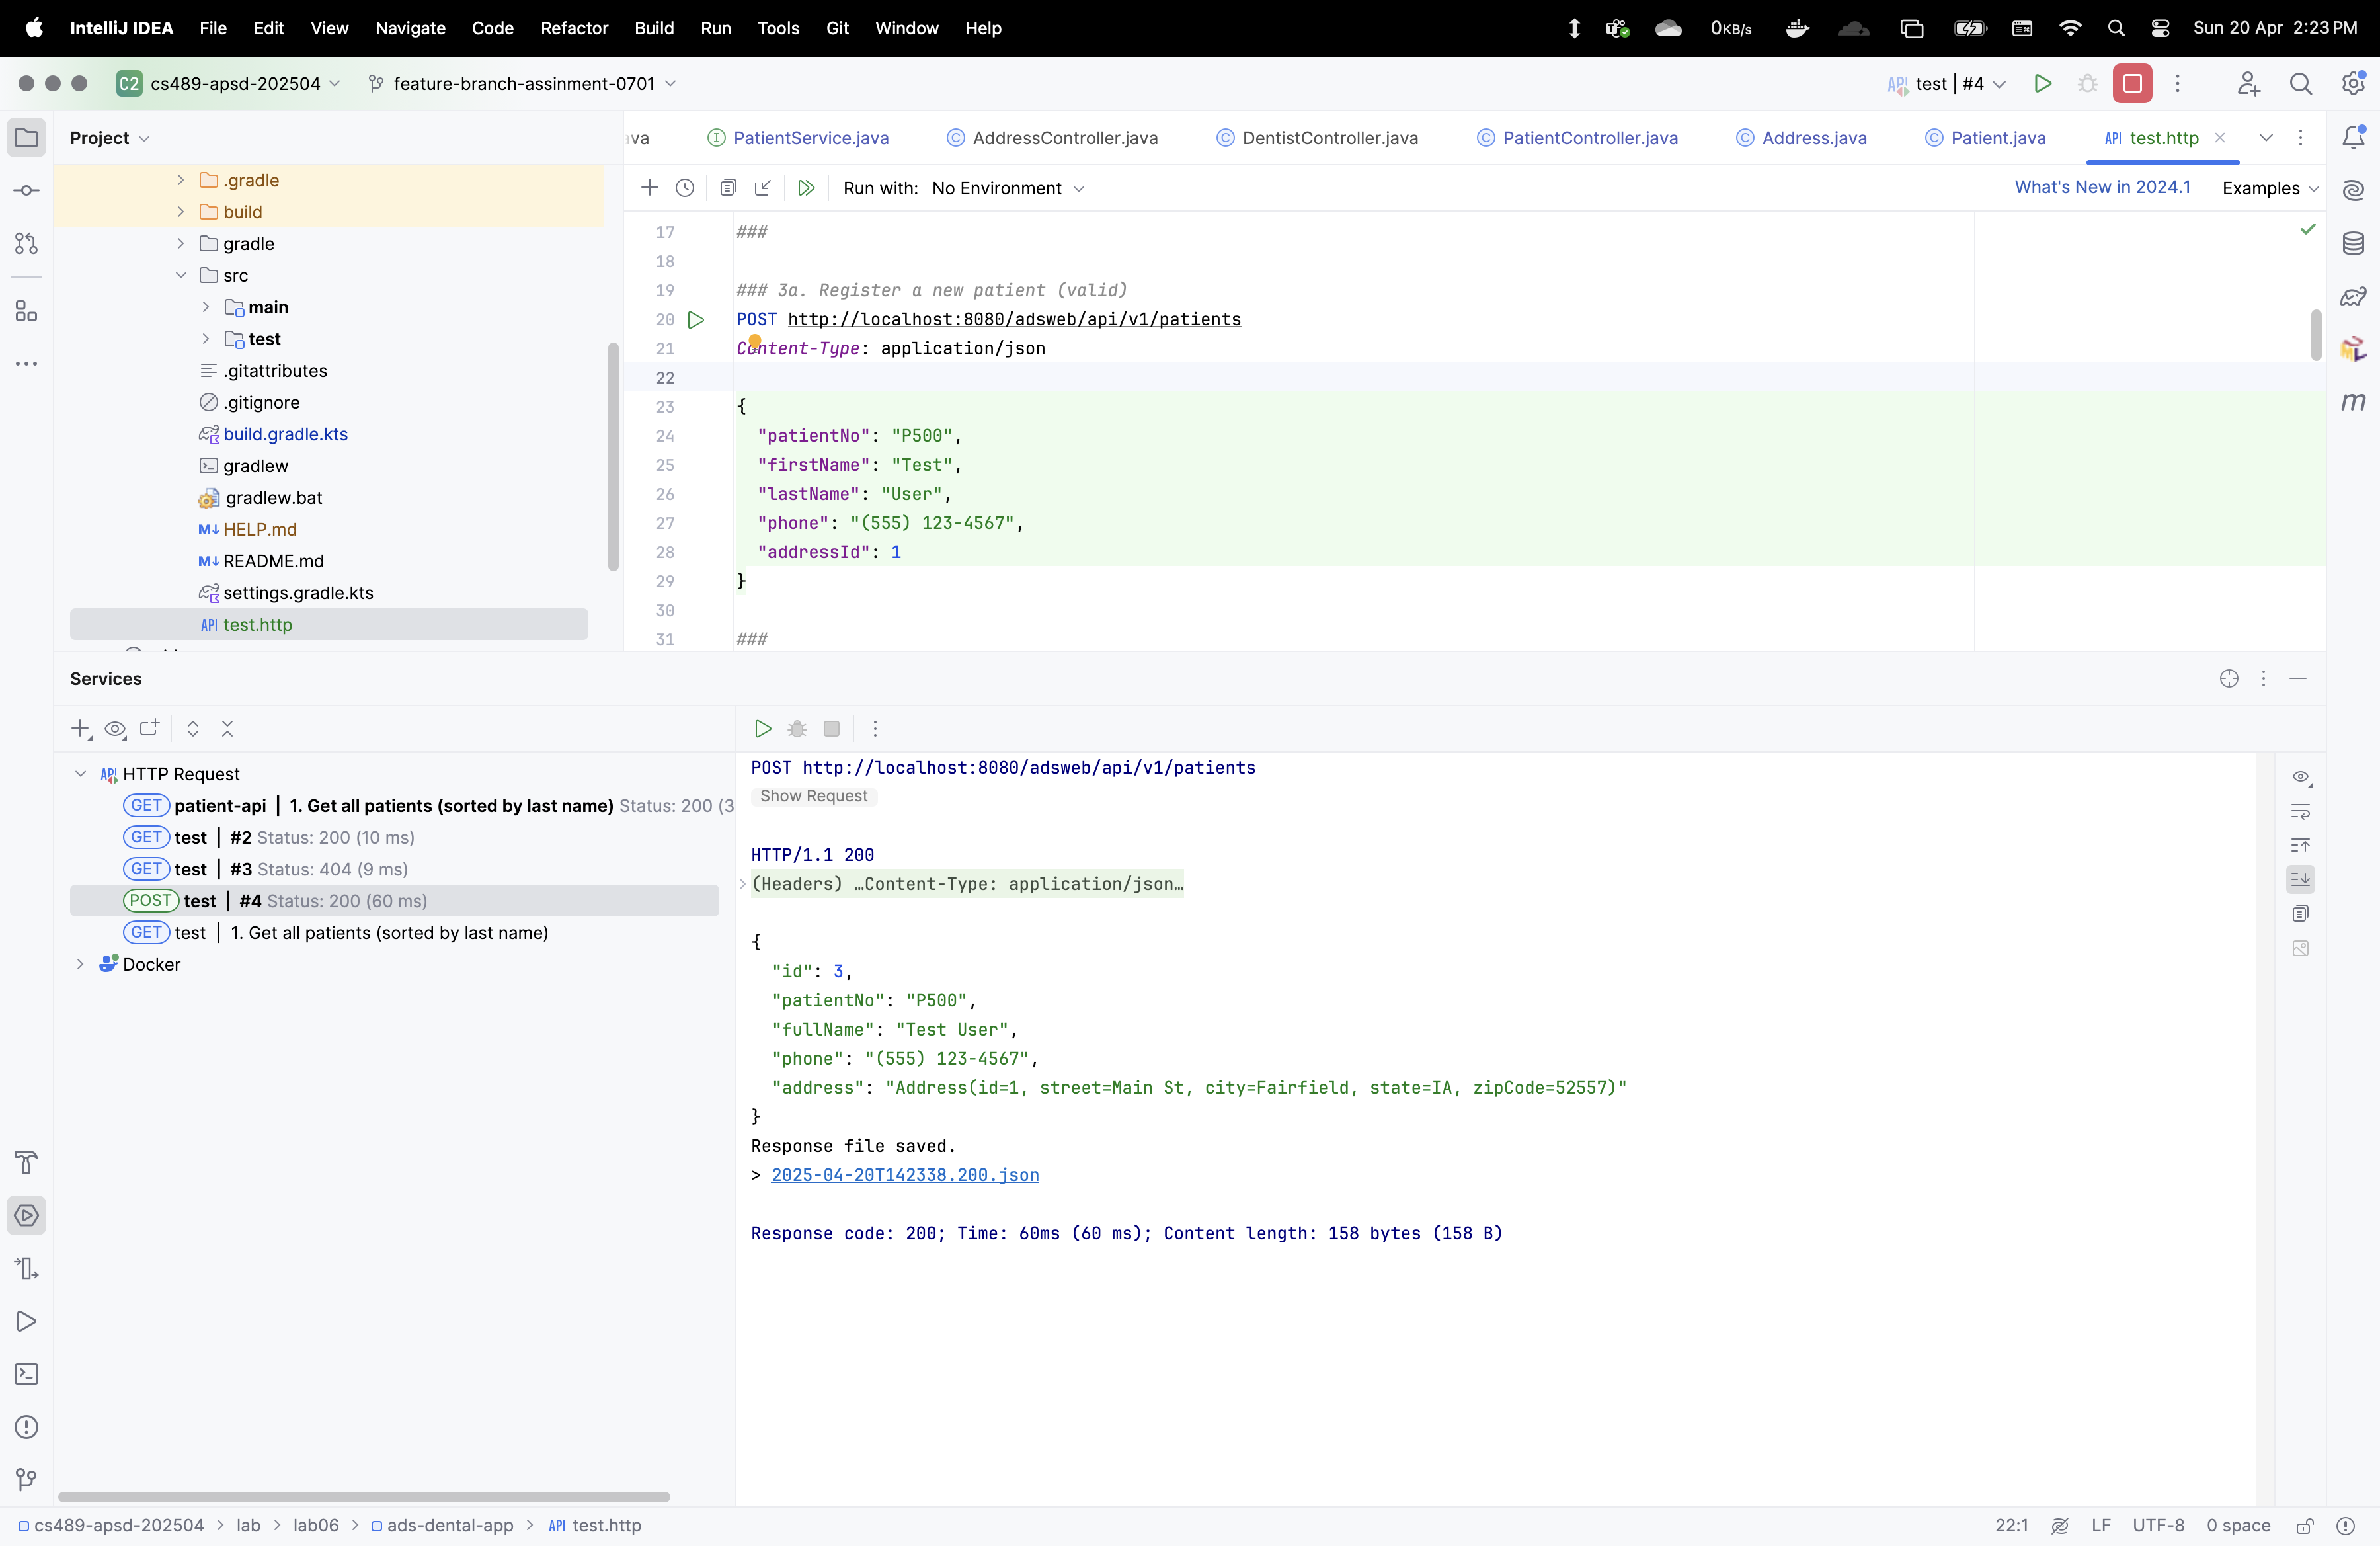 IntelliJ IDEA File Edit View Navigate Code Refactor Build Run Tools Git Window Help 0KB/s Sun 20 Apr 2:23 PM
C2 cs489-apsd-202504 feature-branch-assinment-0701 API test | #4
Project
PatientService.java AddressController.java DentistController.java PatientController.java Address.java Patient.java API test.http
Run with: No Environment What's New in 2024.1 Examples
.gradle
build
gradle
src
main
test
.gitattributes
.gitignore
build.gradle.kts
gradlew
gradlew.bat
M↓ HELP.md
M↓ README.md
settings.gradle.kts
API test.http
17 ###
18
19 ### 3a. Register a new patient (valid)
20 POST http://localhost:8080/adsweb/api/v1/patients
21 Content-Type: application/json
22
23 {
24 "patientNo": "P500",
25 "firstName": "Test",
26 "lastName": "User",
27 "phone": "(555) 123-4567",
28 "addressId": 1
29 }
30
31 ###
Services
API HTTP Request
GET patient-api | 1. Get all patients (sorted by last name) Status: 200 (3
GET test | #2 Status: 200 (10 ms)
GET test | #3 Status: 404 (9 ms)
POST test | #4 Status: 200 (60 ms)
GET test | 1. Get all patients (sorted by last name)
Docker
POST http://localhost:8080/adsweb/api/v1/patients
Show Request
HTTP/1.1 200
(Headers) …Content-Type: application/json…
{
"id": 3,
"patientNo": "P500",
"fullName": "Test User",
"phone": "(555) 123-4567",
"address": "Address(id=1, street=Main St, city=Fairfield, state=IA, zipCode=52557)"
}
Response file saved.
> 2025-04-20T142338.200.json
Response code: 200; Time: 60ms (60 ms); Content length: 158 bytes (158 B)
cs489-apsd-202504 > lab > lab06 > ads-dental-app > API test.http 22:1 LF UTF-8 0 space